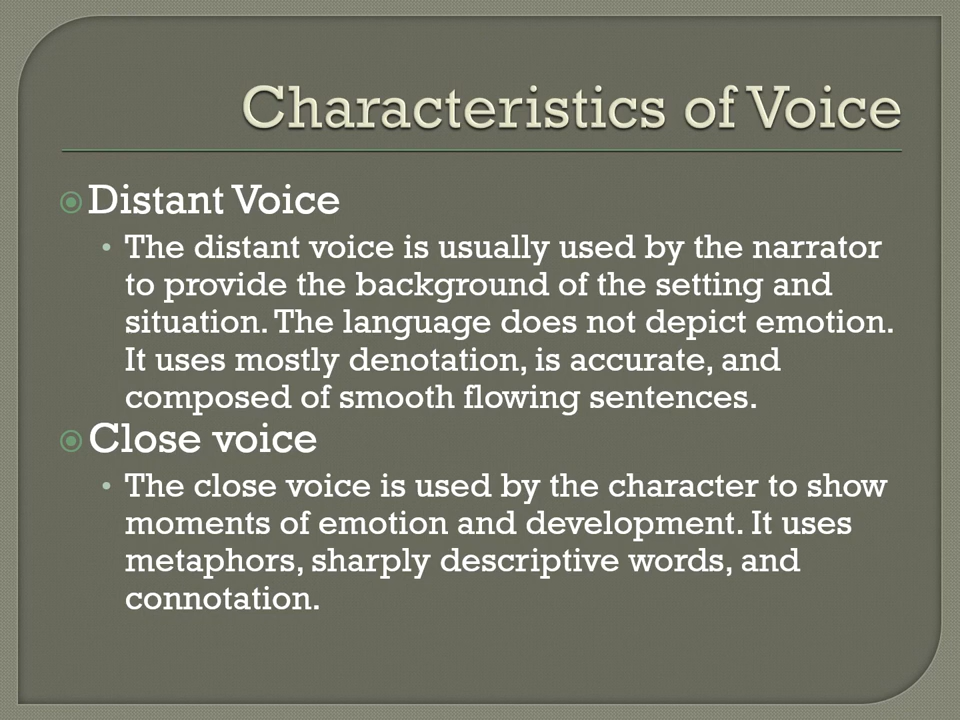 Characteristics of Voice
Distant Voice
• The distant voice is usually used by the narrator
to provide the background of the setting and
situation. The language does not depict emotion.
It uses mostly denotation, is accurate, and
composed of smooth flowing sentences.
Close voice
• The close voice is used by the character to show
moments of emotion and development. It uses
metaphors, sharply descriptive words, and
connotation.